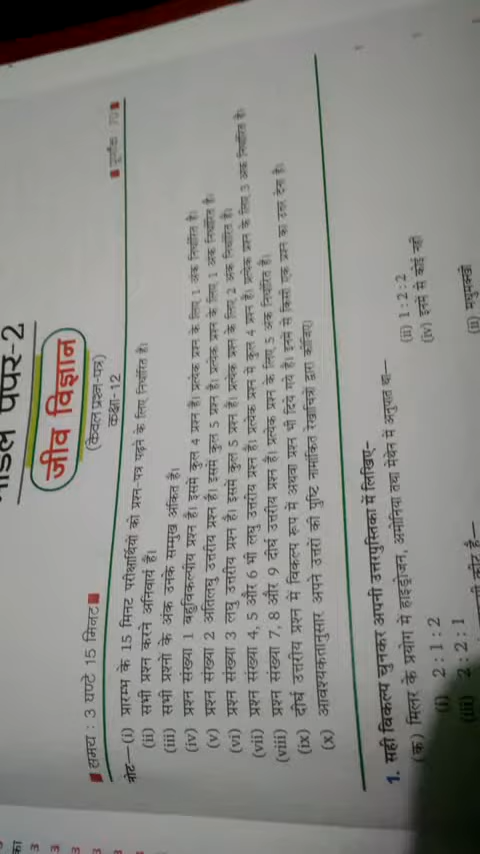 मॉडल पेपर-2
जीव विज्ञान
(केवल प्रश्न-पत्र)
कक्षा-12
समय : 3 घण्टे 15 मिनट
पूर्णांक : 70
नोट—(i) प्रारम्भ के 15 मिनट परीक्षार्थियों को प्रश्न-पत्र पढ़ने के लिए निर्धारित है।
(ii) सभी प्रश्न करने अनिवार्य हैं।
(iii) सभी प्रश्नों के अंक उनके सम्मुख अंकित हैं।
(iv) प्रश्न संख्या 1 बहुविकल्पीय प्रश्न हैं। इसमें कुल 4 प्रश्न हैं। प्रत्येक प्रश्न के लिए 1 अंक निर्धारित है।
(v) प्रश्न संख्या 2 अतिलघु उत्तरीय प्रश्न हैं। इसमें कुल 5 प्रश्न हैं। प्रत्येक प्रश्न के लिए 1 अंक निर्धारित है।
(vi) प्रश्न संख्या 3 लघु उत्तरीय प्रश्न हैं। इसमें कुल 5 प्रश्न हैं। प्रत्येक प्रश्न के लिए 2 अंक निर्धारित हैं।
(vii) प्रश्न संख्या 4, 5 और 6 भी लघु उत्तरीय प्रश्न हैं। प्रत्येक प्रश्न में कुल 4 प्रश्न हैं। प्रत्येक प्रश्न के लिए 3 अंक निर्धारित हैं।
(viii) प्रश्न संख्या 7, 8 और 9 दीर्घ उत्तरीय प्रश्न हैं। प्रत्येक प्रश्न के लिए 5 अंक निर्धारित हैं।
(ix) दीर्घ उत्तरीय प्रश्न में विकल्प रूप में अथवा प्रश्न भी दिये गये हैं। इनमें से किसी एक प्रश्न का उत्तर देना है।
(x) आवश्यकतानुसार अपने उत्तरों की पुष्टि नामांकित रेखाचित्रों द्वारा कीजिए।
1. सही विकल्प चुनकर अपनी उत्तरपुस्तिका में लिखिए-
(क) मिलर के प्रयोग में हाइड्रोजन, अमोनिया तथा मेथेन में अनुपात था—
(i) 2 : 1 : 2 (ii) 1 : 2 : 2
(iii) 2 : 2 : 1 (iv) इनमें से कोई नहीं
कीट है—
(ii) मधुमक्खी